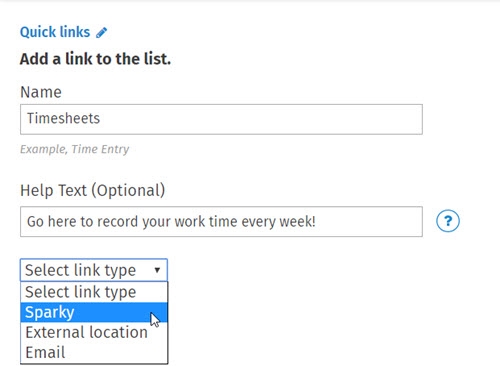 Quick links
Add a link to the list.
Name
Timesheets
Example, Time Entry
Help Text (Optional)
Go here to record your work time every week!
?
Select link type
Select link type
Sparky
External location
Email